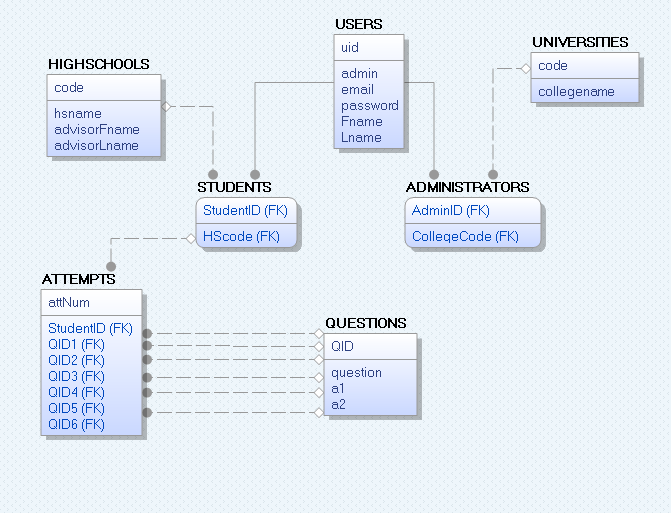 USERS
uid
admin
email
password
Fname
Lname
UNIVERSITIES
code
collegename
HIGHSCHOOLS
code
hsname
advisorFname
advisorLname
STUDENTS
StudentID (FK)
HScode (FK)
ADMINISTRATORS
AdminID (FK)
CollegeCode (FK)
ATTEMPTS
attNum
StudentID (FK)
QID1 (FK)
QID2 (FK)
QID3 (FK)
QID4 (FK)
QID5 (FK)
QID6 (FK)
QUESTIONS
QID
question
a1
a2